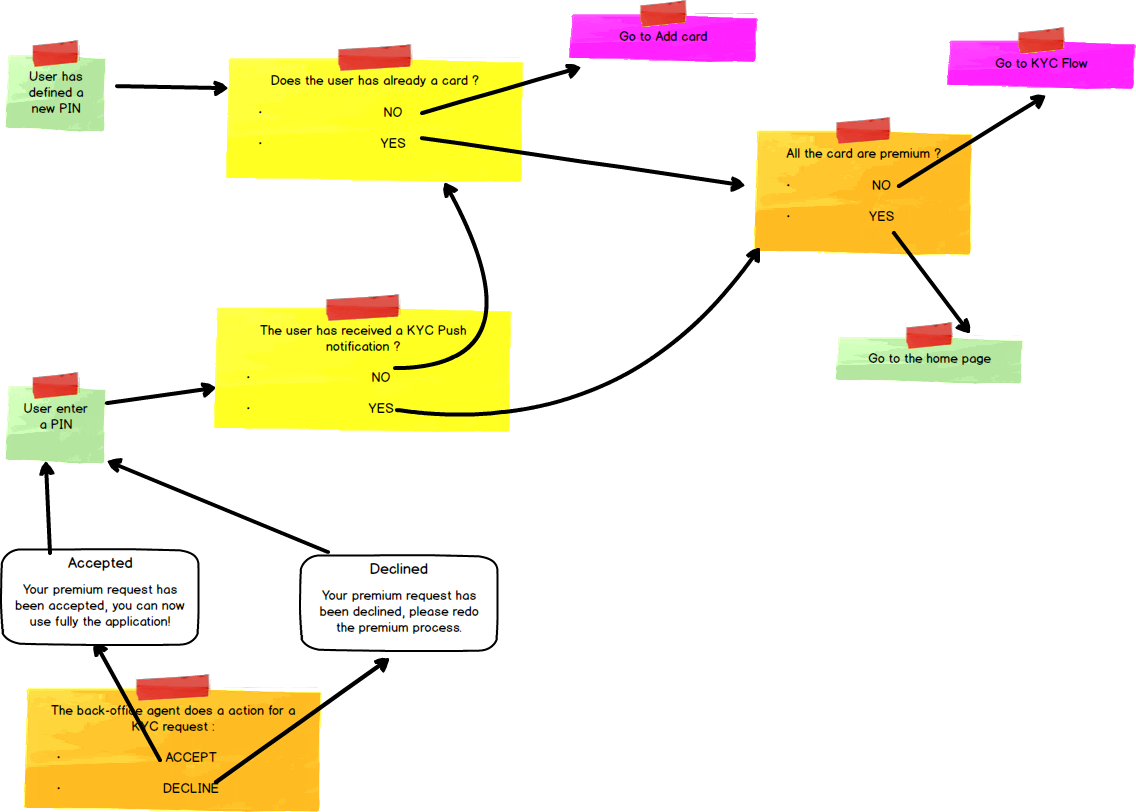 Go to Add card
Go to KYC Flow
User has
defined a
new PIN
Does the user has already a card ?
· NO
· YES
All the card are premium ?
· NO
· YES
The user has received a KYC Push
notification ?
· NO
· YES
Go to the home page
User enter
a PIN
Accepted
Your premium request has
been accepted, you can now
use fully the application!
Declined
Your premium request has
been declined, please redo
the premium process.
The back-office agent does a action for a
KYC request :
· ACCEPT
· DECLINE